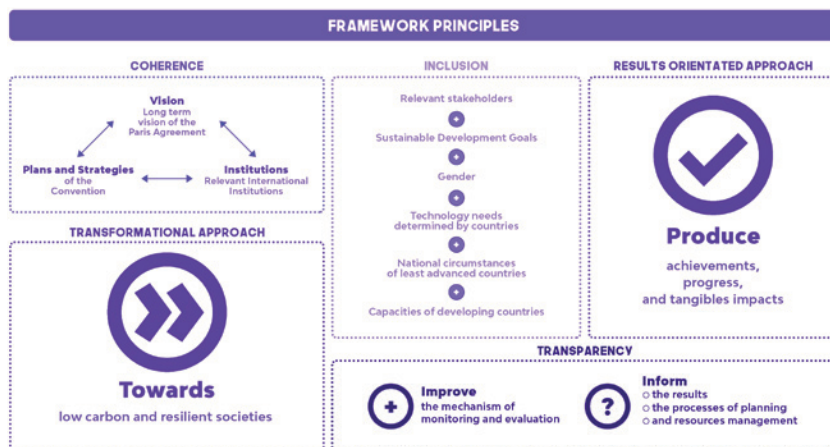 FRAMEWORK PRINCIPLES
COHERENCE
Vision
Long term
vision of the
Paris Agreement
Plans and Strategies
of the
Convention
Institutions
Relevant International
Institutions
TRANSFORMATIONAL APPROACH
Towards
low carbon and resilient societies
INCLUSION
Relevant stakeholders
+
Sustainable Development Goals
+
Gender
+
Technology needs
determined by countries
+
National circumstances
of least advanced countries
+
Capacities of developing countries
RESULTS ORIENTATED APPROACH
Produce
achievements,
progress,
and tangibles impacts
TRANSPARENCY
+
Improve
the mechanism of
monitoring and evaluation
?
Inform
o the results
o the processes of planning
o and resources management